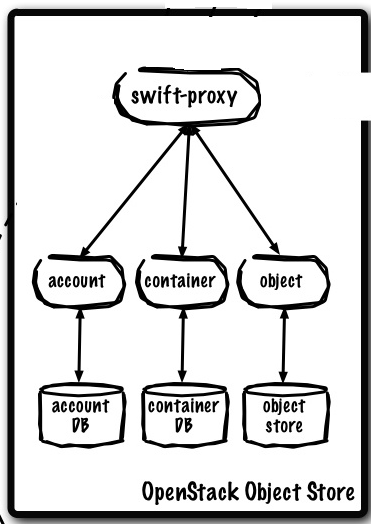 swift-proxy
account
container
object
account
DB
container
DB
object
store
OpenStack Object Store